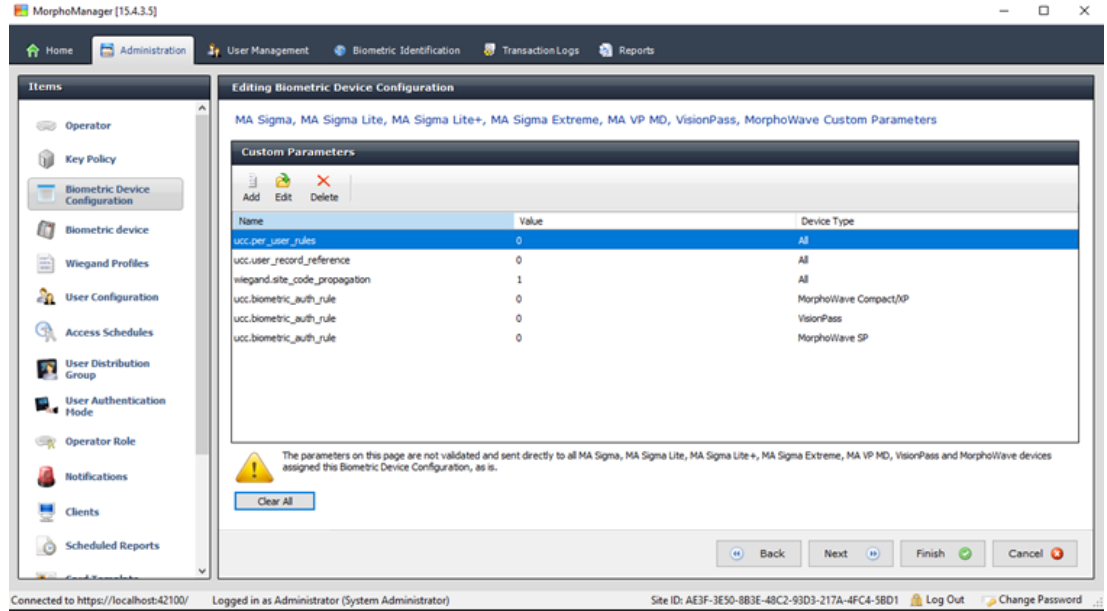 MorphoManager [15.4.3.5]
Home Administration User Management Biometric Identification Transaction Logs Reports
Items
Operator
Key Policy
Biometric Device
Configuration
Biometric device
Wiegand Profiles
User Configuration
Access Schedules
User Distribution
Group
User Authentication
Mode
Operator Role
Notifications
Clients
Scheduled Reports
Card Template
Editing Biometric Device Configuration
MA Sigma, MA Sigma Lite, MA Sigma Lite+, MA Sigma Extreme, MA VP MD, VisionPass, MorphoWave Custom Parameters
Custom Parameters
Add Edit Delete
Name Value Device Type
ucc.per_user_rules 0 All
ucc.user_record_reference 0 All
wiegand.site_code_propagation 1 All
ucc.biometric_auth_rule 0 MorphoWave Compact/XP
ucc.biometric_auth_rule 0 VisionPass
ucc.biometric_auth_rule 0 MorphoWave SP
The parameters on this page are not validated and sent directly to all MA Sigma, MA Sigma Lite, MA Sigma Lite+, MA Sigma Extreme, MA VP MD, VisionPass and MorphoWave devices
assigned this Biometric Device Configuration, as is.
Clear All
Back Next Finish Cancel
Connected to https://localhost:42100/ Logged in as Administrator (System Administrator) Site ID: AE3F-3E50-8B3E-48C2-93D3-217A-4FC4-5BD1 Log Out Change Password